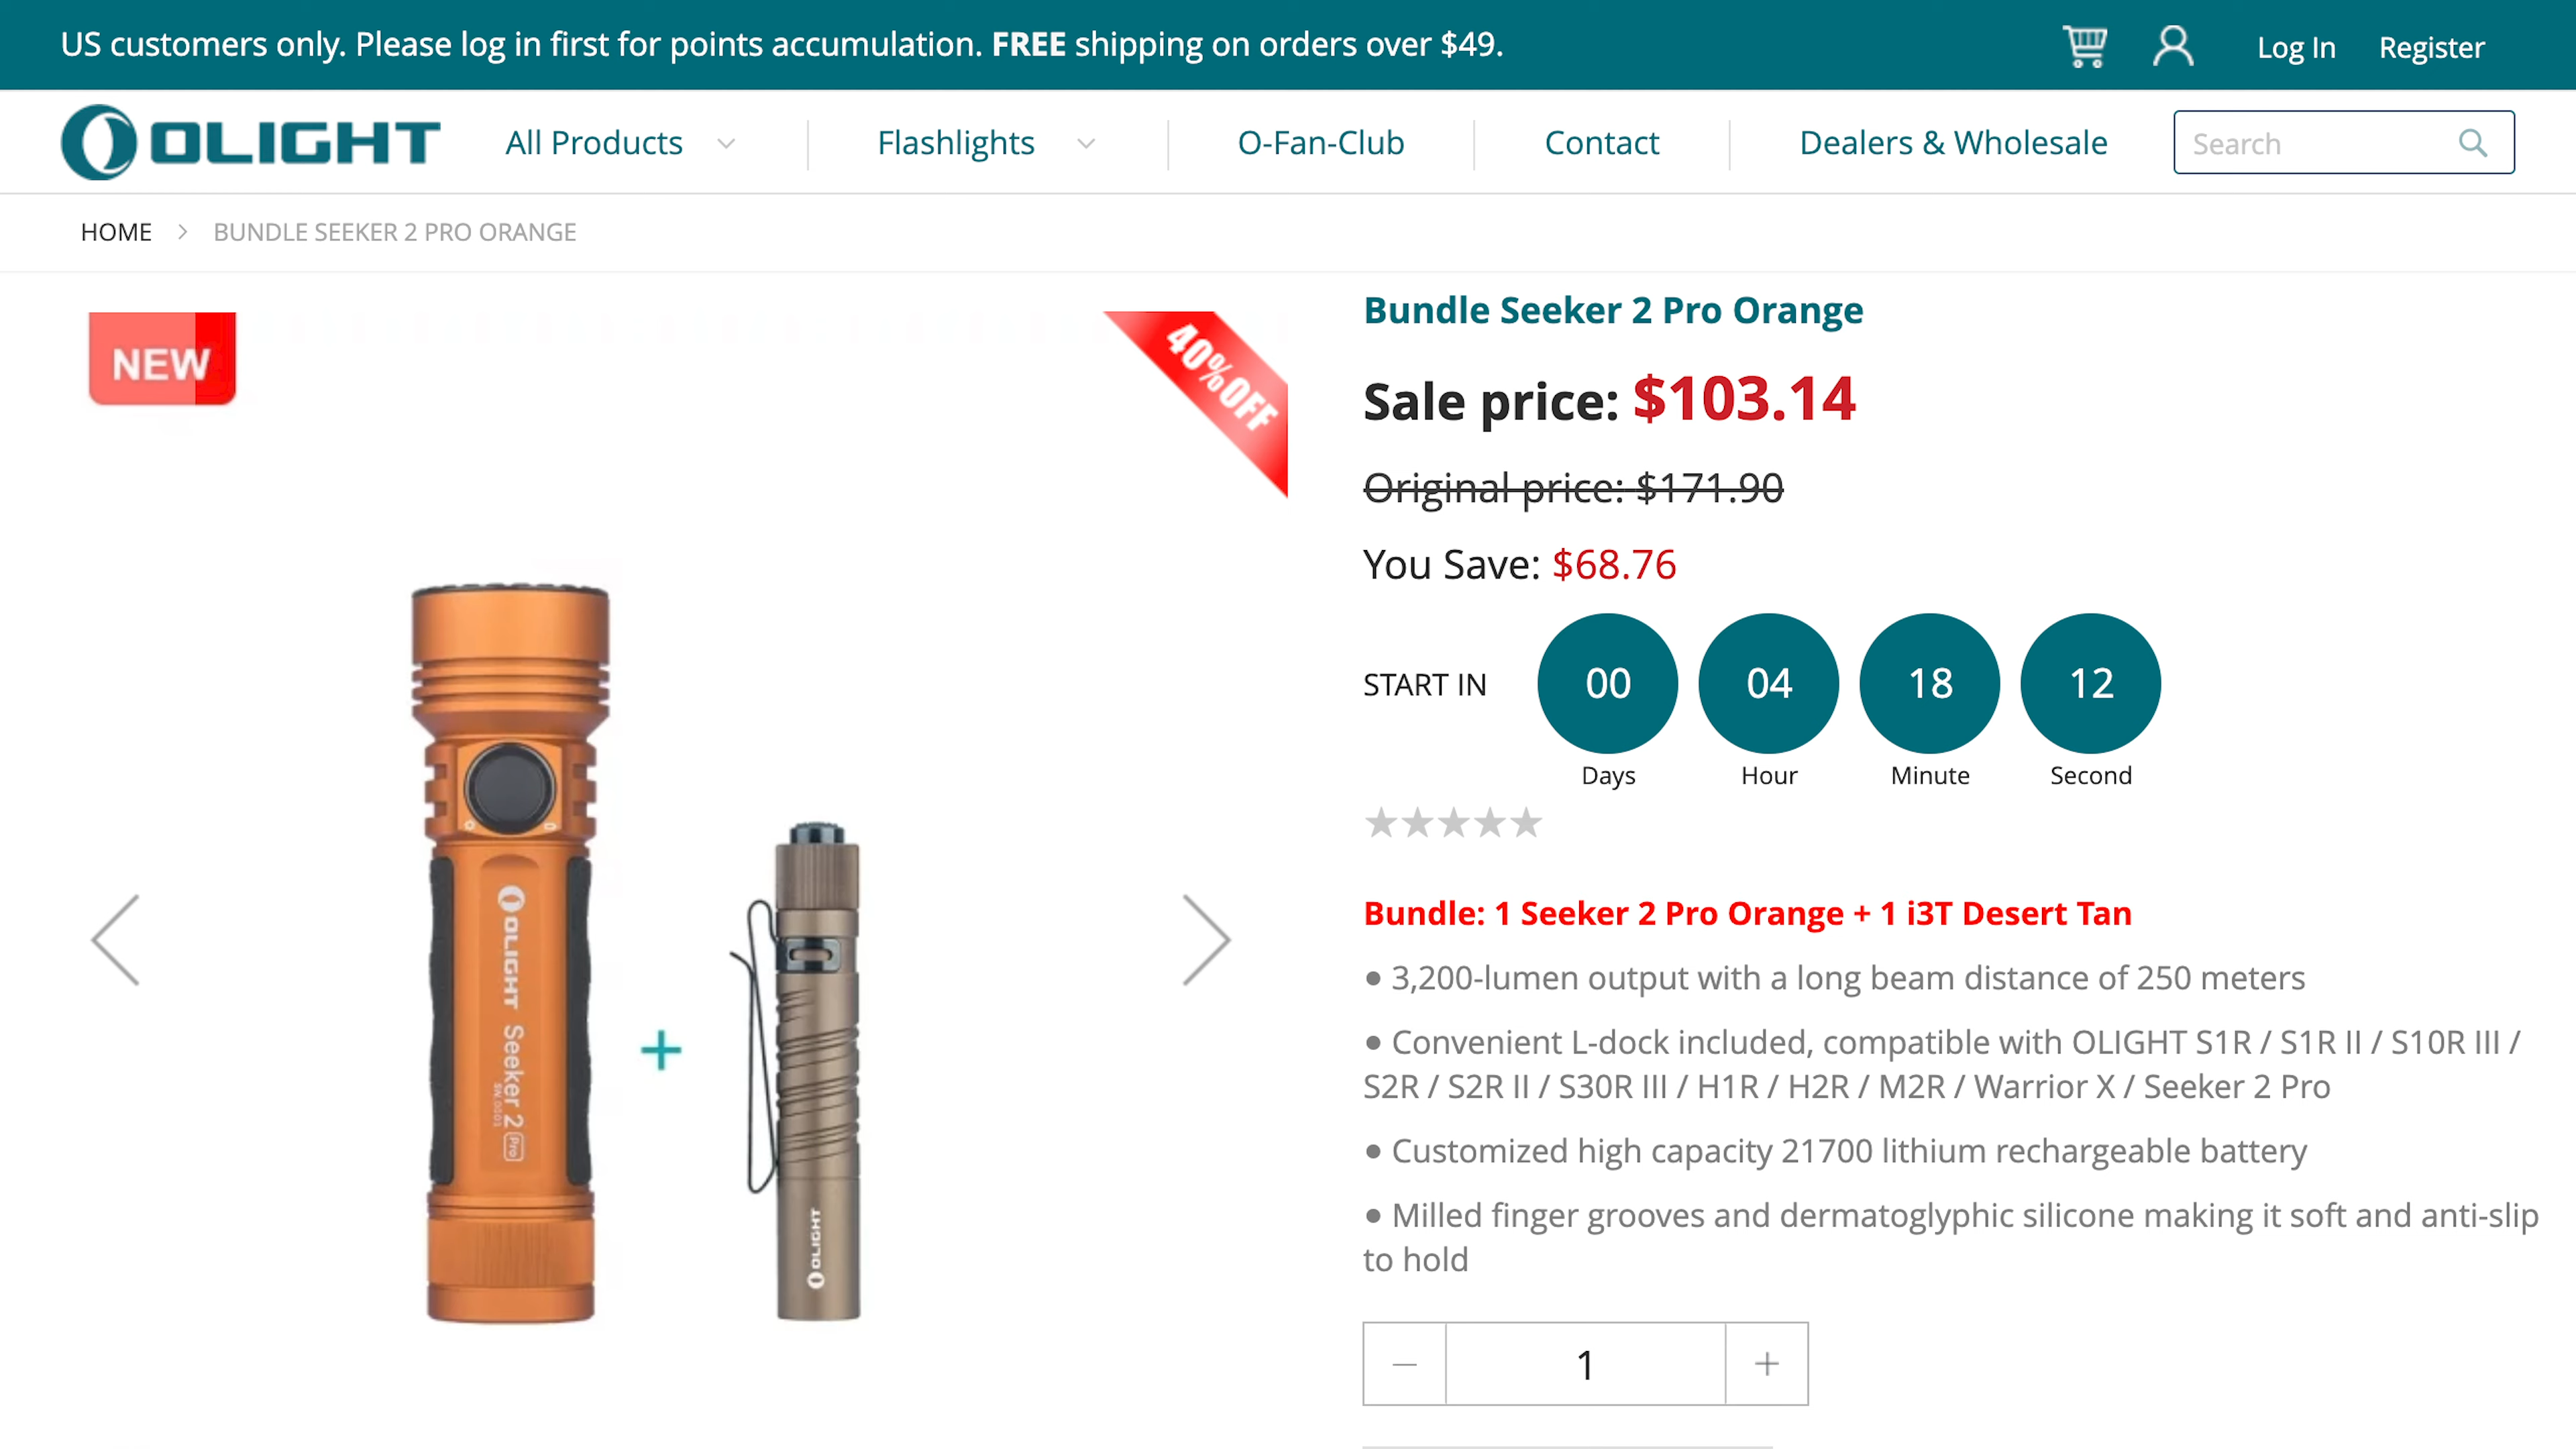 US customers only. Please log in first for points accumulation. FREE shipping on orders over $49.
Log In
Register
OLIGHT
All Products
Flashlights
O-Fan-Club
Contact
Dealers & Wholesale
Search
HOME > BUNDLE SEEKER 2 PRO ORANGE
NEW
40%OFF
OLIGHT Seeker 2 Pro
OLIGHT
Bundle Seeker 2 Pro Orange
Sale price: $103.14
Original price: $171.90
You Save: $68.76
START IN
00
04
18
12
Days
Hour
Minute
Second
Bundle: 1 Seeker 2 Pro Orange + 1 i3T Desert Tan
● 3,200-lumen output with a long beam distance of 250 meters
● Convenient L-dock included, compatible with OLIGHT S1R / S1R II / S10R III /
S2R / S2R II / S30R III / H1R / H2R / M2R / Warrior X / Seeker 2 Pro
● Customized high capacity 21700 lithium rechargeable battery
● Milled finger grooves and dermatoglyphic silicone making it soft and anti-slip
to hold
1